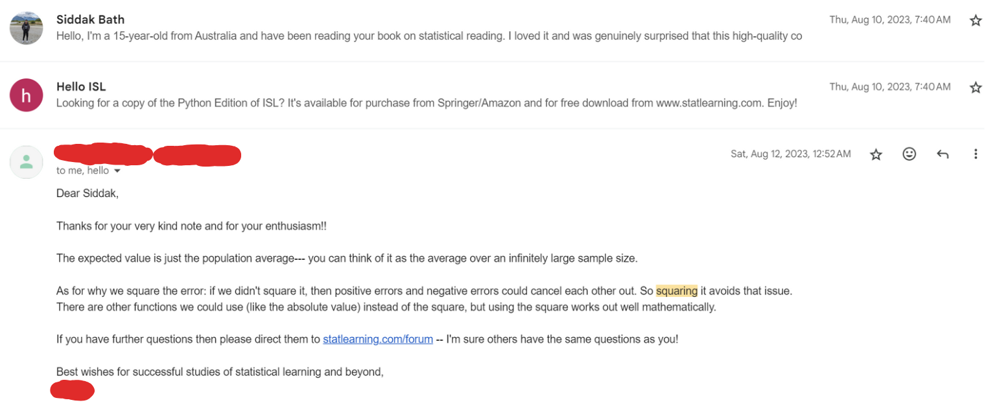 Siddak Bath
Thu, Aug 10, 2023, 7:40 AM
Hello, I'm a 15-year-old from Australia and have been reading your book on statistical reading. I loved it and was genuinely surprised that this high-quality co
h
Hello ISL
Thu, Aug 10, 2023, 7:40 AM
Looking for a copy of the Python Edition of ISL? It's available for purchase from Springer/Amazon and for free download from www.statlearning.com. Enjoy!
Sat, Aug 12, 2023, 12:52 AM
to me, hello
Dear Siddak,
Thanks for your very kind note and for your enthusiasm!!
The expected value is just the population average--- you can think of it as the average over an infinitely large sample size.
As for why we square the error: if we didn't square it, then positive errors and negative errors could cancel each other out. So squaring it avoids that issue.
There are other functions we could use (like the absolute value) instead of the square, but using the square works out well mathematically.
If you have further questions then please direct them to statlearning.com/forum -- I'm sure others have the same questions as you!
Best wishes for successful studies of statistical learning and beyond,